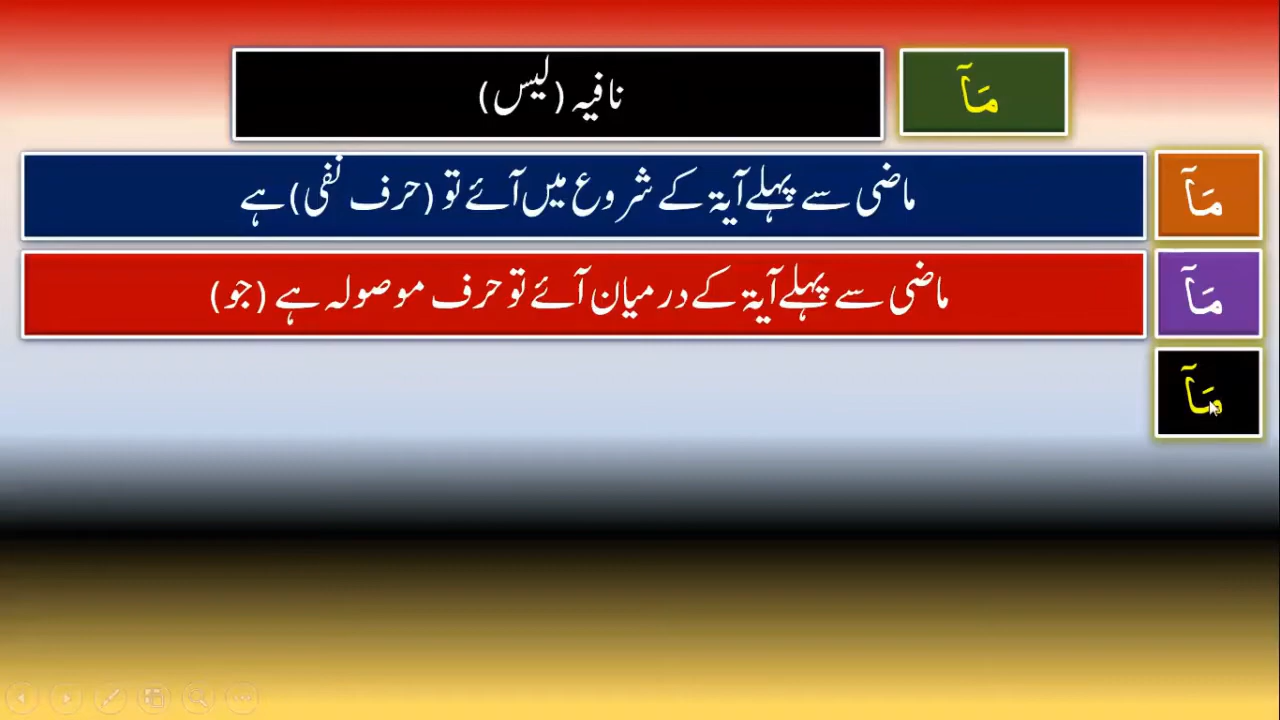 مَآ نافیہ (لیس)
مَآ ماضی سے پہلے آیۃ کے شروع میں آئے تو (حرف نفی) ہے
مَآ ماضی سے پہلے آیۃ کے درمیان آئے تو حرف موصولہ ہے (جو)
مَآ